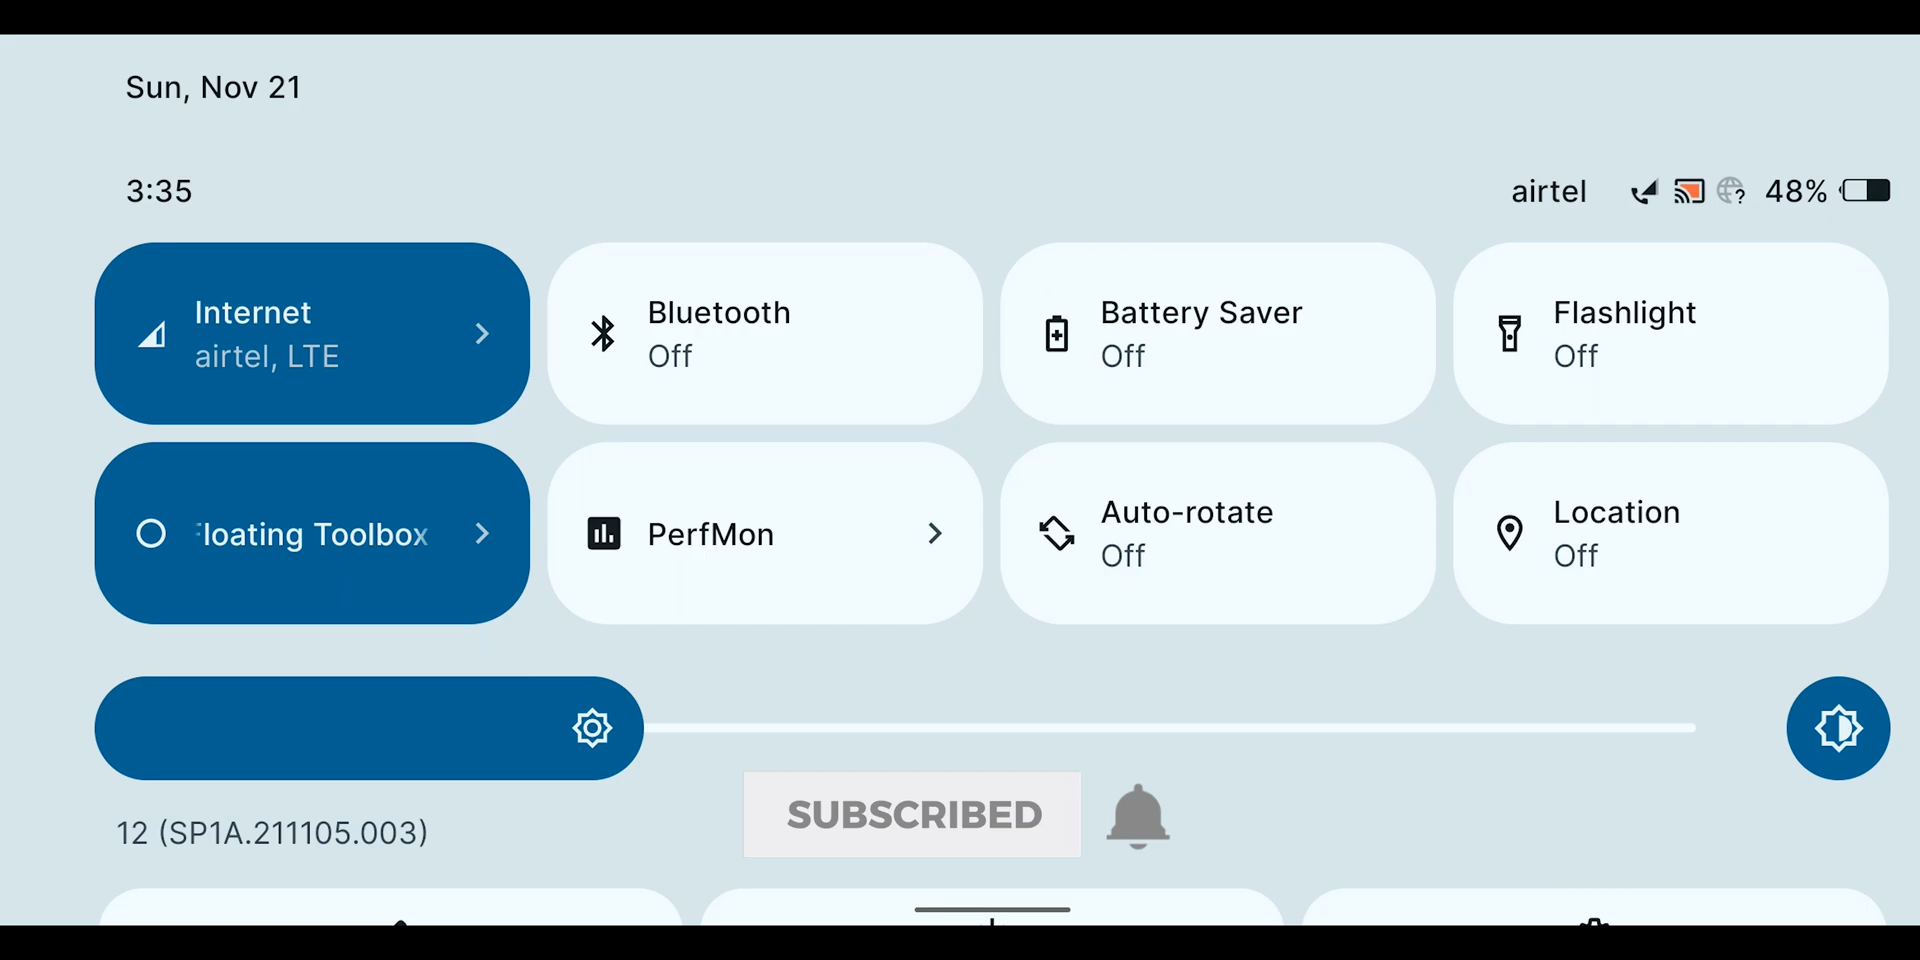 Sun, Nov 21
3:35
airtel 48%
Internet
airtel, LTE
Bluetooth
Off
Battery Saver
Off
Flashlight
Off
Floating Toolbox
PerfMon
Auto-rotate
Off
Location
Off
SUBSCRIBED
12 (SP1A.211105.003)